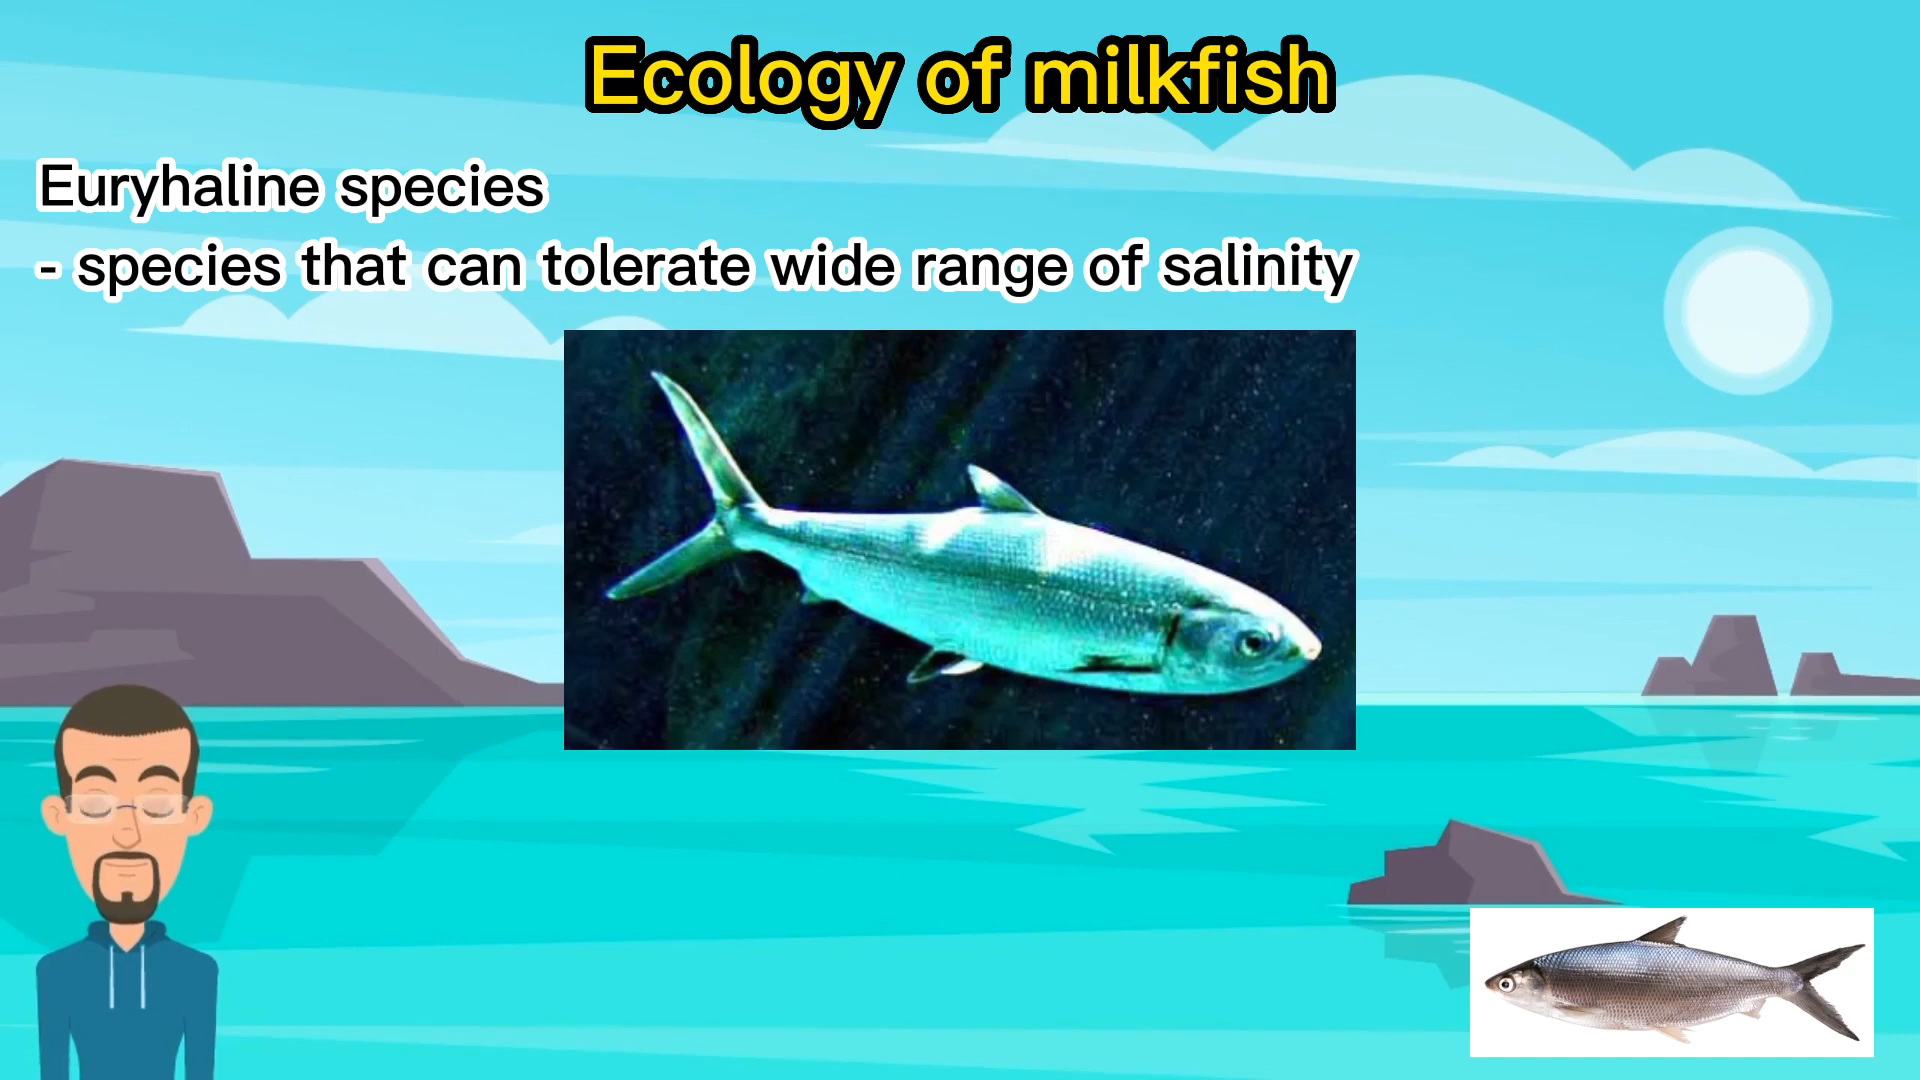 Ecology of milkfish
Euryhaline species
- species that can tolerate wide range of salinity